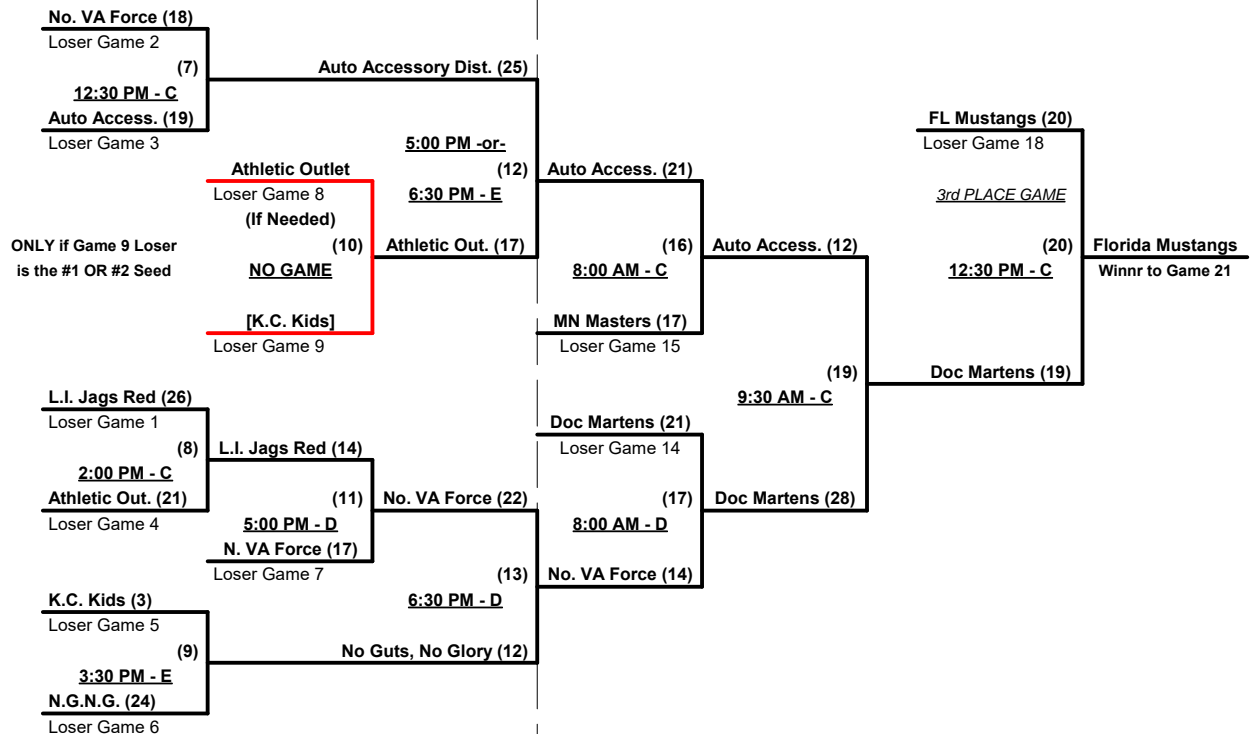 No. VA Force (18)
Loser Game 2
(7)
12:30 PM - C
Auto Access. (19)
Loser Game 3
Auto Accessory Dist. (25)
5:00 PM -or-
(12)
6:30 PM - E
Athletic Outlet
Loser Game 8
(If Needed)
(10)
NO GAME
[K.C. Kids]
Loser Game 9
ONLY if Game 9 Loser
is the #1 OR #2 Seed
Athletic Out. (17)
Auto Access. (21)
(16)
8:00 AM - C
MN Masters (17)
Loser Game 15
Auto Access. (12)
FL Mustangs (20)
Loser Game 18
3rd PLACE GAME
(20)
12:30 PM - C
Florida Mustangs
Winnr to Game 21
Doc Martens (19)
(19)
9:30 AM - C
L.I. Jags Red (26)
Loser Game 1
(8)
2:00 PM - C
Athletic Out. (21)
Loser Game 4
L.I. Jags Red (14)
(11)
5:00 PM - D
N. VA Force (17)
Loser Game 7
No. VA Force (22)
(13)
6:30 PM - D
Doc Martens (21)
Loser Game 14
(17)
8:00 AM - D
No. VA Force (14)
Doc Martens (28)
K.C. Kids (3)
Loser Game 5
(9)
3:30 PM - E
N.G.N.G. (24)
Loser Game 6
No Guts, No Glory (12)